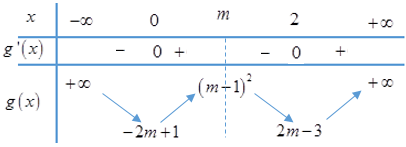 x −∞ 0 m 2 +∞
g'(x) − 0 + − 0 +
+∞ (m−1)² +∞
g(x)
−2m+1 2m−3